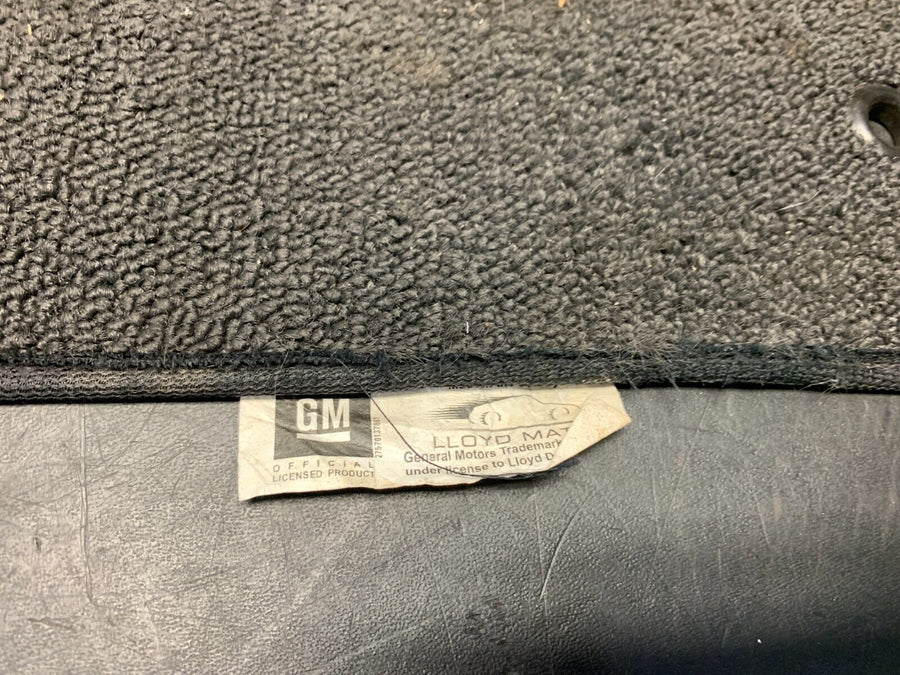 GM
OFFICIAL
LICENSED PRODUCT
LLOYD MAT
General Motors Trademark
under license to Lloyd D